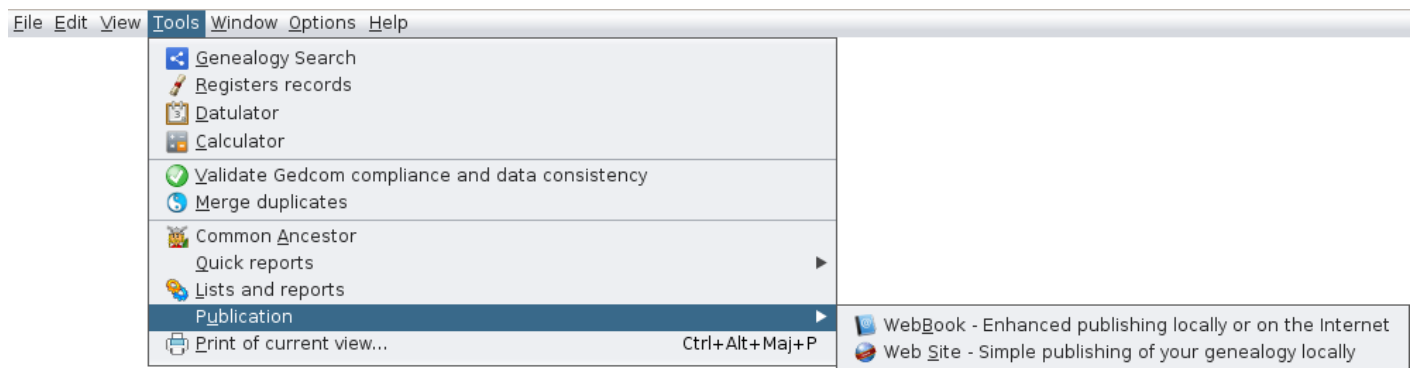 File Edit View Tools Window Options Help
Genealogy Search
Registers records
Datulator
Calculator
Validate Gedcom compliance and data consistency
Merge duplicates
Common Ancestor
Quick reports
Lists and reports
Publication
WebBook - Enhanced publishing locally or on the Internet
Print of current view... Ctrl+Alt+Maj+P
Web Site - Simple publishing of your genealogy locally